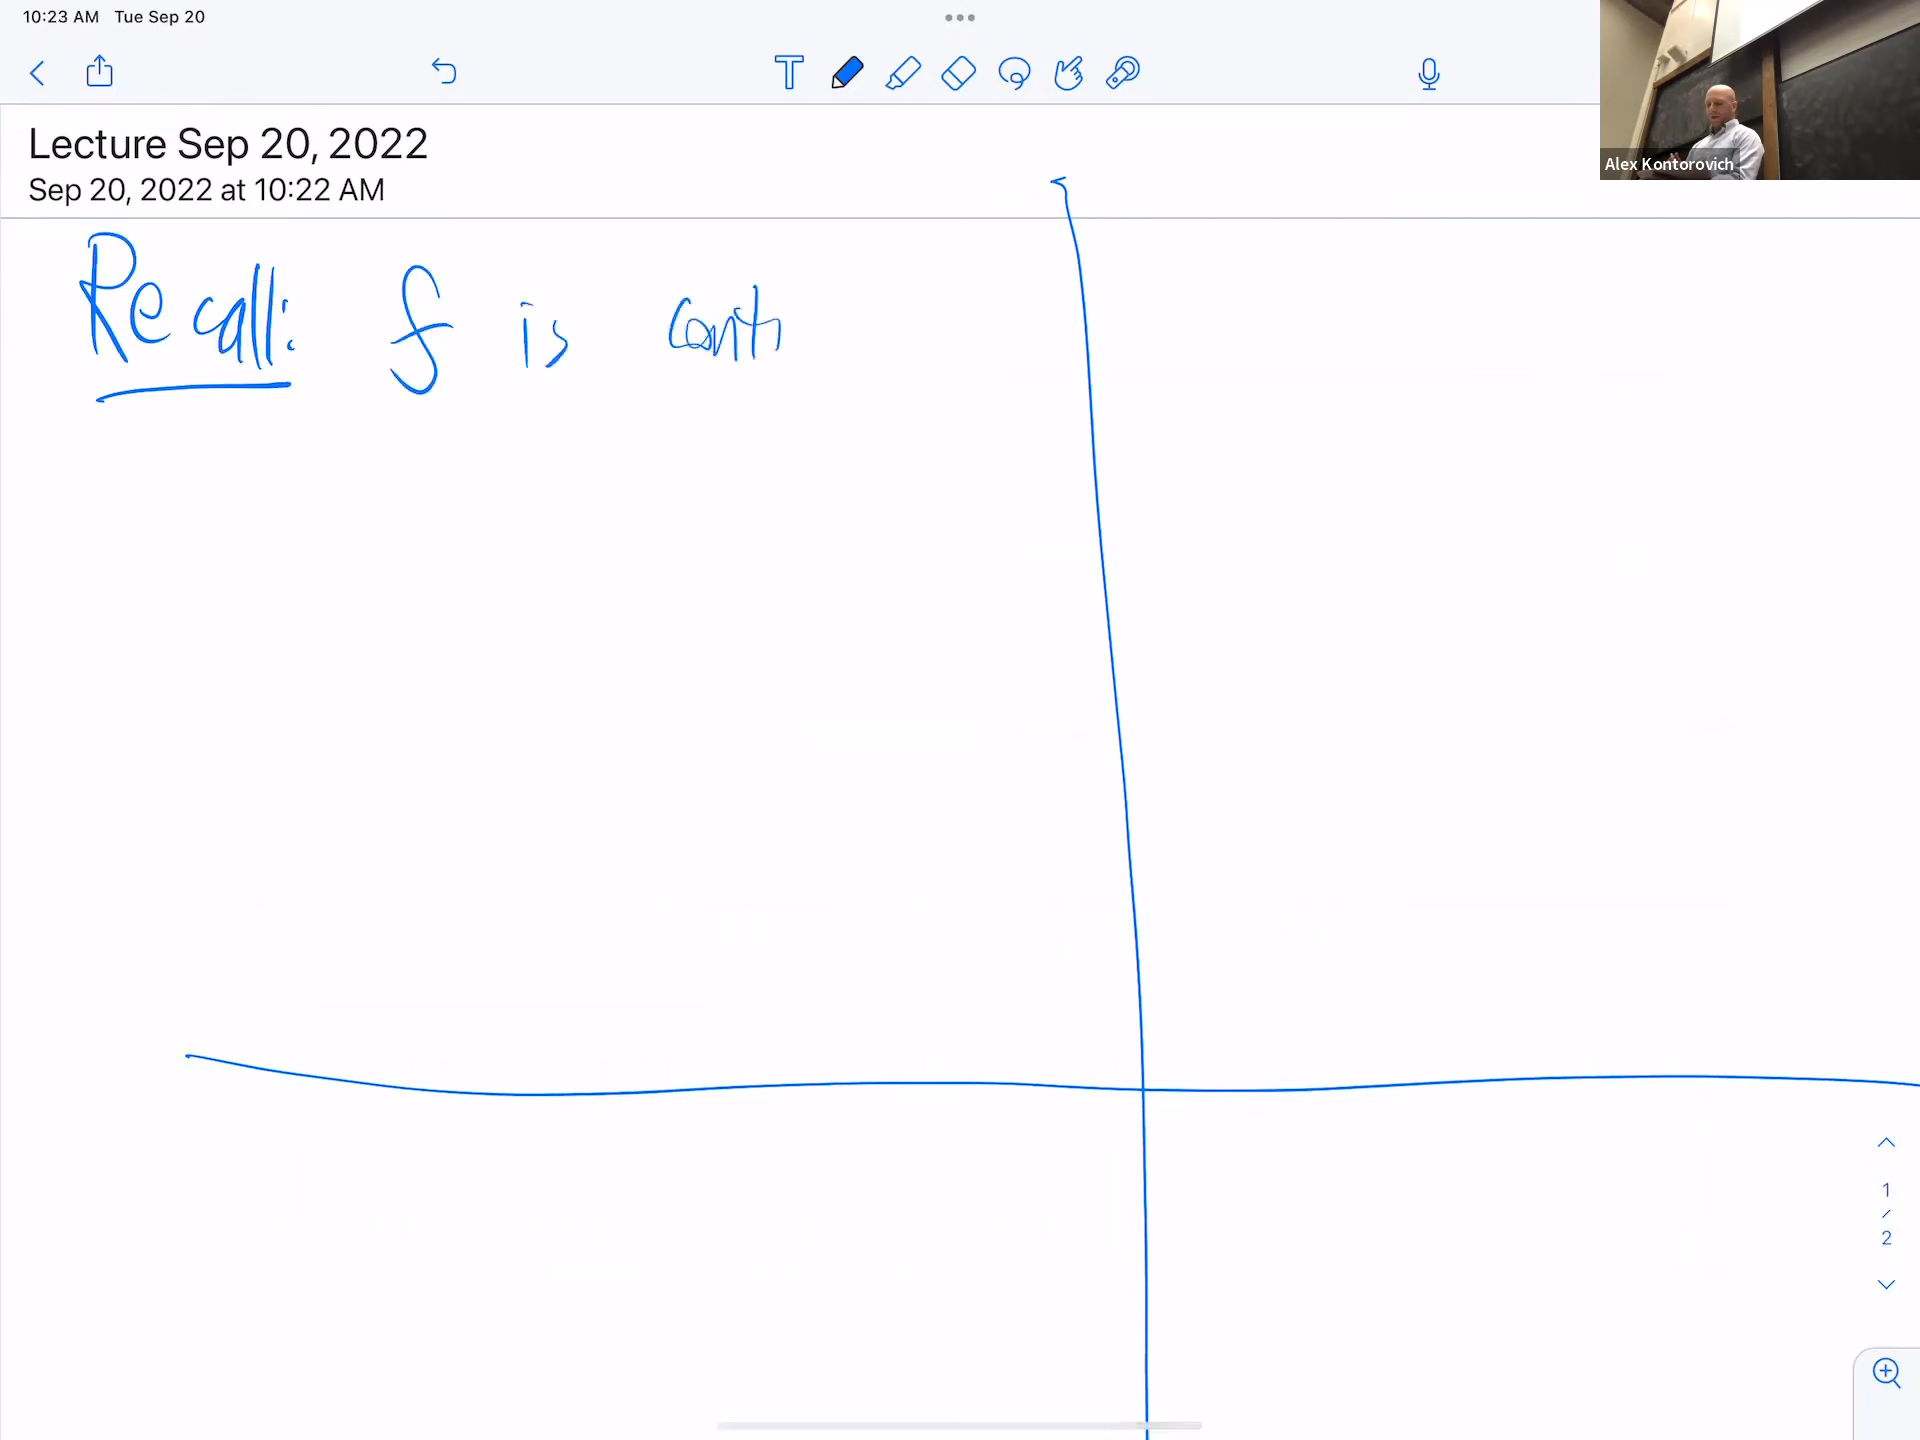 10:23 AM Tue Sep 20
Alex Kontorovich
Lecture Sep 20, 2022
Sep 20, 2022 at 10:22 AM
Recall: f is conti
1
/
2